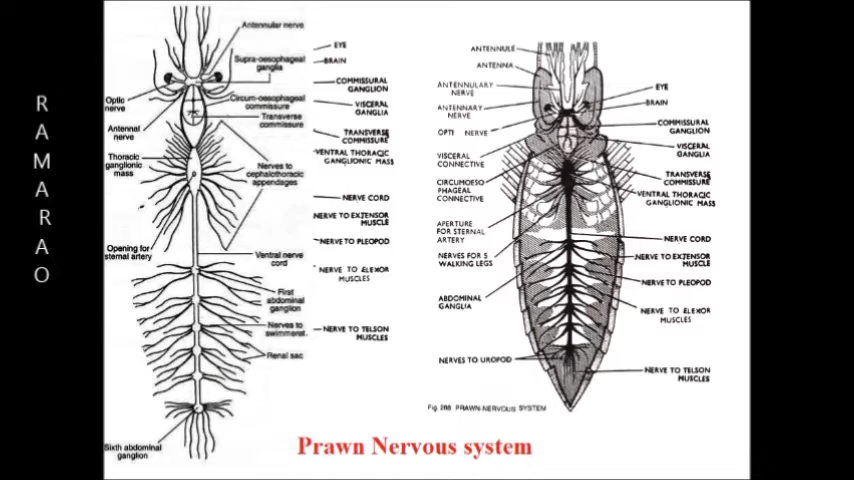 RAMARAO
Antennular nerve
Supra-oesophageal
ganglia
Optic
nerve
Circum-oesophageal
commissure
Transverse
commissure
Antennal
nerve
Thoracic
ganglionic
mass
Nerves to
cephalothoracic
appendages
Opening for
sternal artery
Ventral nerve
cord
First
abdominal
ganglion
Nerves to
swimmeret
Renal sac
Sixth abdominal
ganglion
EYE
BRAIN
COMMISSURAL
GANGLION
VISCERAL
GANGLIA
TRANSVERSE
COMMISSURE
VENTRAL THORACIC
GANGLIONIC MASS
NERVE CORD
NERVE TO EXTENSOR
MUSCLE
NERVE TO PLEOPOD
NERVE TO FLEXOR
MUSCLES
NERVE TO TELSON
MUSCLES
ANTENNULE
ANTENNA
ANTENNULARY
NERVE
ANTENNARY
NERVE
OPTI NERVE
VISCERAL
CONNECTIVE
CIRCUMOESO
PHAGEAL
CONNECTIVE
APERTURE
FOR STERNAL
ARTERY
NERVES FOR 5
WALKING LEGS
ABDOMINAL
GANGLIA
NERVES TO UROPOD
EYE
BRAIN
COMMISSURAL
GANGLION
VISCERAL
GANGLIA
TRANSVERSE
COMMISSURE
VENTRAL THORACIC
GANGLIONIC MASS
NERVE CORD
NERVE TO EXTENSOR
MUSCLE
NERVE TO PLEOPOD
NERVE TO FLEXOR
MUSCLES
NERVE TO TELSON
MUSCLES
Fig 288 PRAWN-NERVOUS SYSTEM
Prawn Nervous system